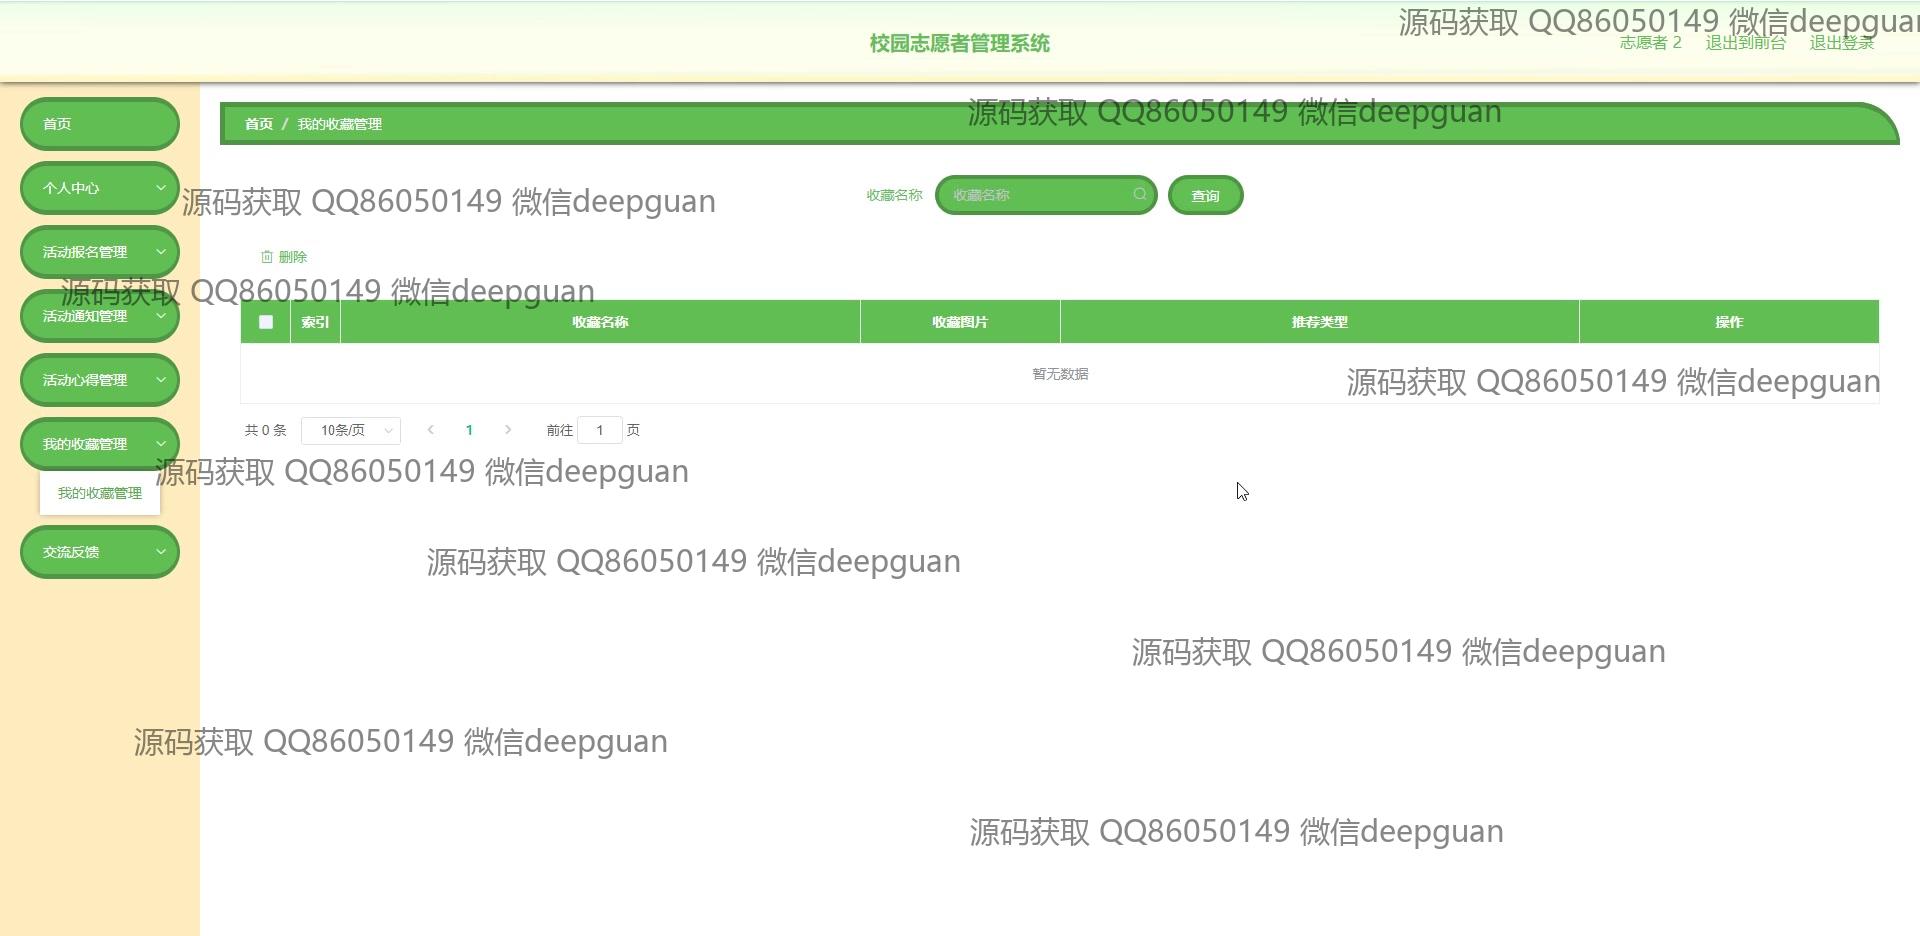 源码获取 QQ86050149 微信deepguan
校园志愿者管理系统
志愿者 2 退出到前台 退出登录
首页
首页 / 我的收藏管理
源码获取 QQ86050149 微信deepguan
个人中心
源码获取 QQ86050149 微信deepguan
收藏名称 收藏名称 查询
活动报名管理
删除
源码获取 QQ86050149 微信deepguan
活动通知管理
索引 收藏名称 收藏图片 推荐类型 操作
暂无数据
源码获取 QQ86050149 微信deepguan
活动心得管理
共 0 条 10条/页 1 前往 1 页
我的收藏管理
源码获取 QQ86050149 微信deepguan
我的收藏管理
交流反馈
源码获取 QQ86050149 微信deepguan
源码获取 QQ86050149 微信deepguan
源码获取 QQ86050149 微信deepguan
源码获取 QQ86050149 微信deepguan